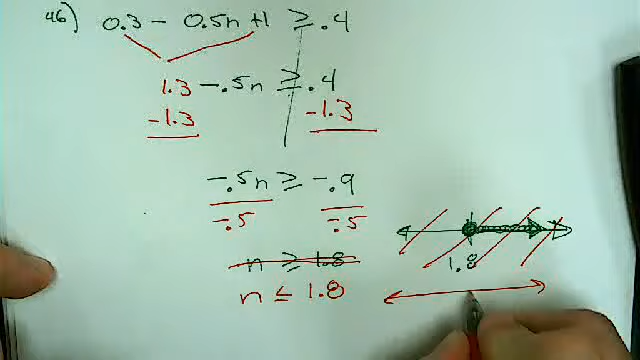 46) 0.3 - 0.5n + 1 ≥ .4
1.3 - .5n ≥ .4
-1.3 -1.3
-.5n ≥ -.9
-.5 -.5
n ≥ 1.8
1.8
n ≤ 1.8